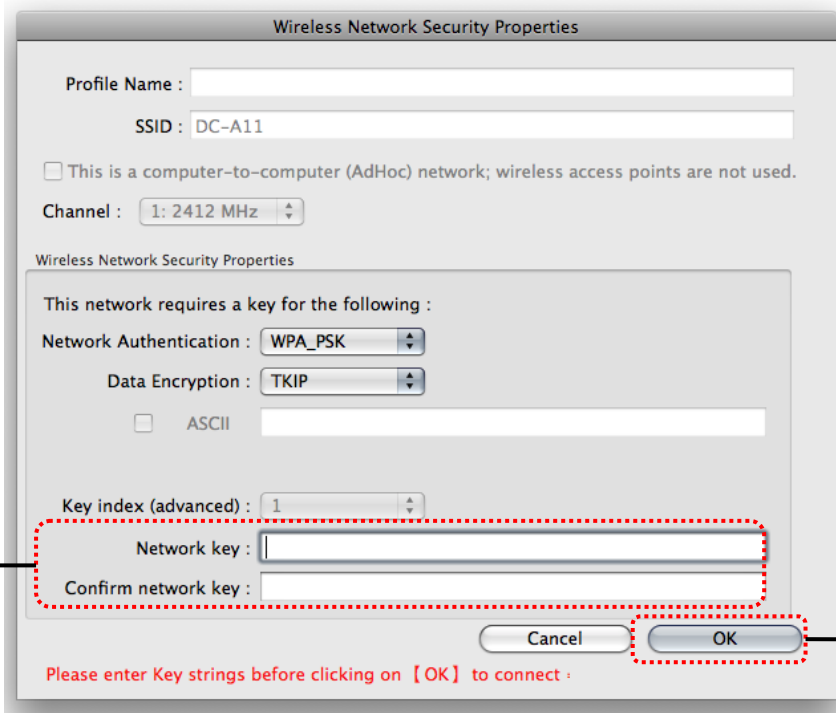 Wireless Network Security Properties
Profile Name :
SSID : DC-A11
This is a computer-to-computer (AdHoc) network; wireless access points are not used.
Channel : 1: 2412 MHz
Wireless Network Security Properties
This network requires a key for the following :
Network Authentication : WPA_PSK
Data Encryption : TKIP
ASCII
Key index (advanced) : 1
Network key :
Confirm network key :
Cancel OK
Please enter Key strings before clicking on【OK】to connect :